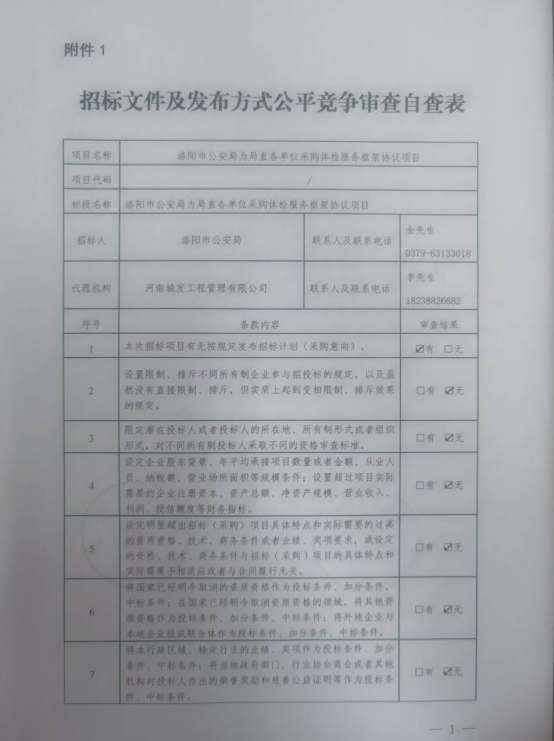 附件 1
招标文件及发布方式公平竞争审查自查表
项目名称 洛阳市公安局为局直各单位采购体检服务框架协议项目
项目代码 /
标段名称 洛阳市公安局为局直各单位采购体检服务框架协议项目
招标人 洛阳市公安局 联系人及联系电话 金先生
0379-63133018
代理机构 河南城发工程管理有限公司 联系人及联系电话 李先生
18238826682
序号 条款内容 审查结果
1 本次招标项目有无按规定发布招标计划（采购意向）。 ☑有 □无
设置限制、排斥不同所有制企业参与招投标的规定，以及虽
2 然没有直接限制、排斥，但实质上起到变相限制、排斥效果 □有 ☑无
的规定。
3 限定潜在投标人或者投标人的所在地、所有制形式或者组织 □有 ☑无
形式，对不同所有制投标人采取不同的资格审查标准。
设定企业股东背景、年平均承接项目数量或者金额、从业人
员、纳税额、营业场所面积等规模条件；设置超过项目实际
4 需要的企业注册资本、资产总额、净资产规模、营业收入、 □有 ☑无
利润、授信额度等财务指标。
设定明显超出招标（采购）项目具体特点和实际需要的过高
的资质资格、技术、商务条件或者业绩、奖项要求，或设定
5 的资格、技术、商务条件与招标（采购）项目的具体特点和 □有 ☑无
实际需要不相适应或者与合同履行无关。
将国家已经明令取消的资质资格作为投标条件、加分条件、
中标条件；在国家已经明令取消资质资格的领域，将其他资
6 质资格作为投标条件、加分条件、中标条件；将外地企业与 □有 ☑无
本地企业组成联合体作为投标条件、加分条件、中标条件。
将本行政区域、特定行业的业绩、奖项作为投标条件、加分
条件、中标条件；将当地政府部门、行业协会商会或者其他
7 机构对投标人作出的荣誉奖励和慈善公益证明等作为投标条 □有 ☑无
件、中标条件。
— 1 —